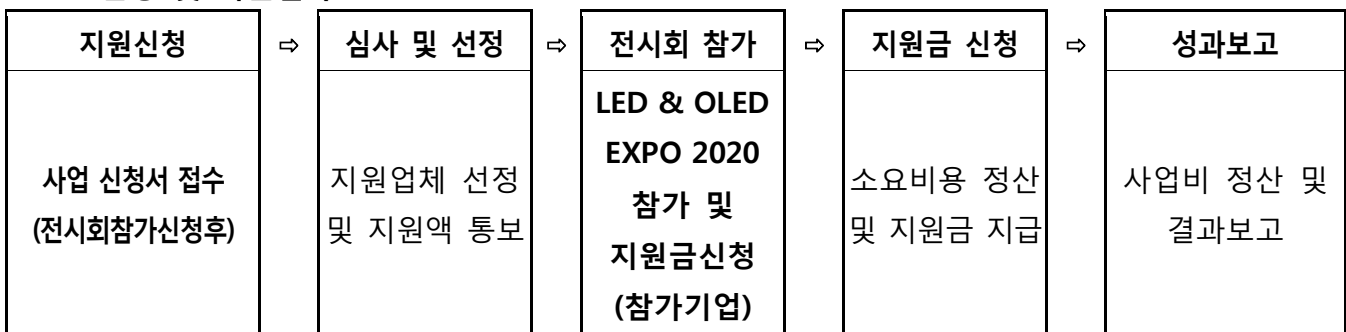 지원신청 ⇨ 심사 및 선정 ⇨ 전시회 참가 ⇨ 지원금 신청 ⇨ 성과보고
사업 신청서 접수
(전시회참가신청후)
지원업체 선정
및 지원액 통보
LED & OLED
EXPO 2020
참가 및
지원금신청
(참가기업)
소요비용 정산
및 지원금 지급
사업비 정산 및
결과보고